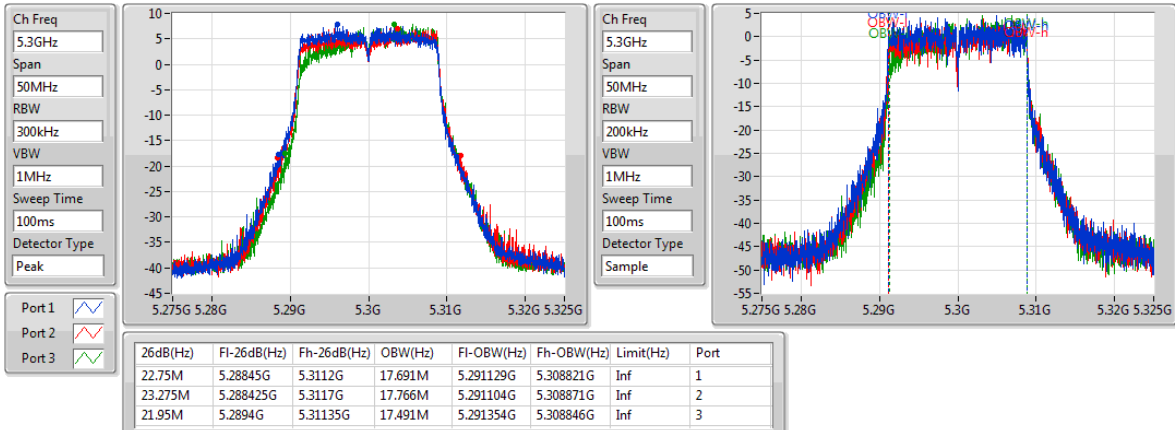 Ch Freq
5.3GHz
Span
50MHz
RBW
300kHz
VBW
1MHz
Sweep Time
100ms
Detector Type
Peak
10
5
0
-5
-10
-15
-20
-25
-30
-35
-40
-45
5.275G 5.28G 5.29G 5.3G 5.31G 5.32G 5.325G
Ch Freq
5.3GHz
Span
50MHz
RBW
200kHz
VBW
1MHz
Sweep Time
100ms
Detector Type
Sample
5
0
-5
-10
-15
-20
-25
-30
-35
-40
-45
-50
-55
5.275G 5.28G 5.29G 5.3G 5.31G 5.32G 5.325G
Port 1
Port 2
Port 3
26dB(Hz) Fl-26dB(Hz) Fh-26dB(Hz) OBW(Hz) Fl-OBW(Hz) Fh-OBW(Hz) Limit(Hz) Port
22.75M 5.28845G 5.3112G 17.691M 5.291129G 5.308821G Inf 1
23.275M 5.288425G 5.3117G 17.766M 5.291104G 5.308871G Inf 2
21.95M 5.2894G 5.31135G 17.491M 5.291354G 5.308846G Inf 3